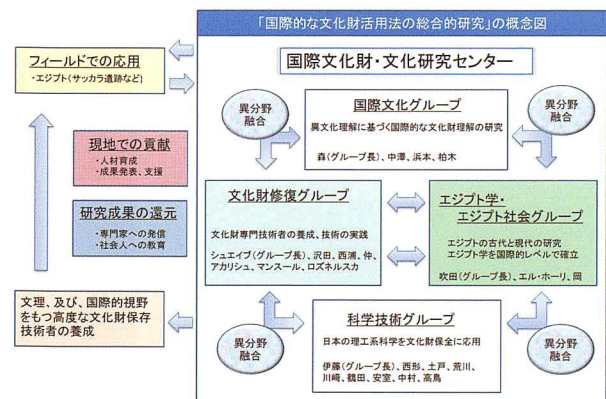 「国際的な文化財活用法の総合的研究」の概念図
国際文化財・文化研究センター
フィールドでの応用
・エジプト(サッカラ遺跡など)
異分野
融合
国際文化グループ
異文化理解に基づく国際的な文化財理解の研究
森(グループ長)、中澤、浜本、柏木
異分野
融合
現地での貢献
・人材育成
・成果発表、支援
研究成果の還元
・専門家への発信
・社会人への教育
文化財修復グループ
文化財専門技術者の養成、技術の実践
シュエイブ(グループ長)、沢田、西浦、仲、
アカリシュ、マンスール、ロズネルスカ
エジプト学・
エジプト社会グループ
エジプトの古代と現代の研究
エジプト学を国際的レベルで確立
吹田(グループ長)、エル・ホーリ、岡
文理、及び、国際的視野
をもつ高度な文化財保存
技術者の養成
異分野
融合
科学技術グループ
日本の理工系科学を文化財保全に応用
伊藤(グループ長)、西形、土戸、荒川、
川﨑、鶴田、安室、中村、高鳥
異分野
融合